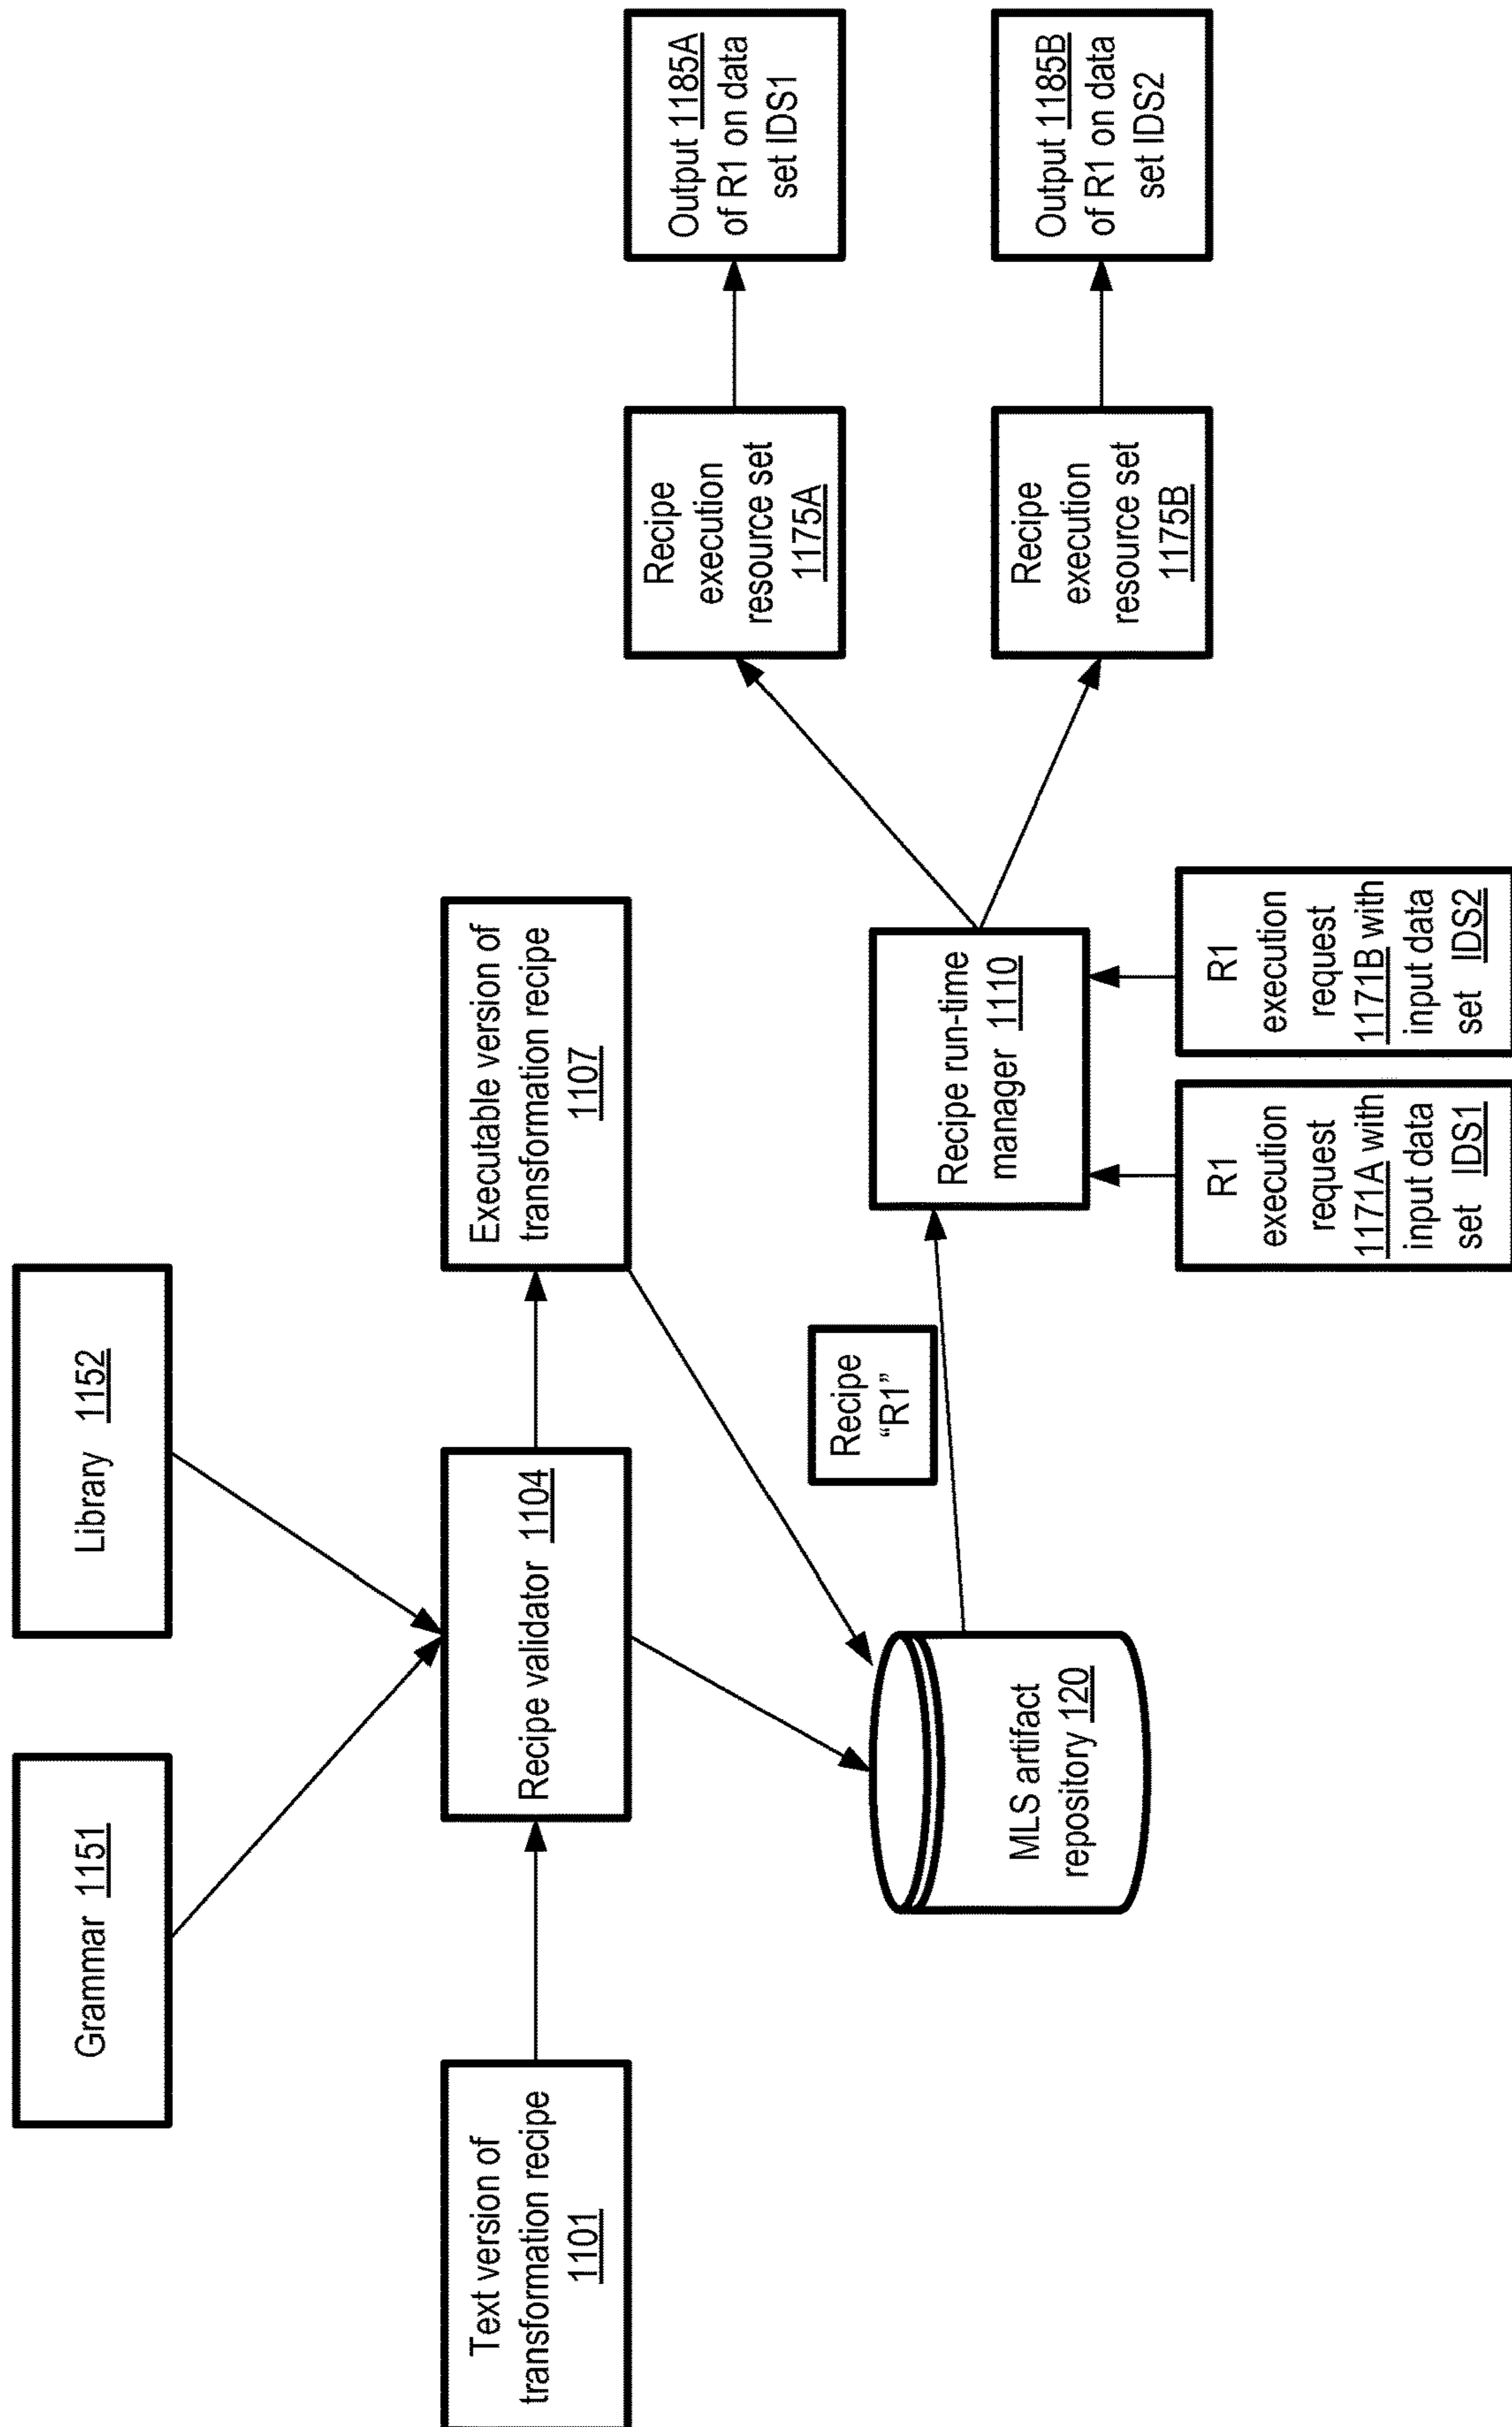 Grammar 1151
Library 1152
Text version of
transformation recipe
1101
Recipe validator 1104
Executable version of
transformation recipe
1107
MLS artifact
repository 120
Recipe
“R1”
Recipe run-time
manager 1110
R1
execution
request
1171A with
input data
set IDS1
R1
execution
request
1171B with
input data
set IDS2
Recipe
execution
resource set
1175A
Output 1185A
of R1 on data
set IDS1
Recipe
execution
resource set
1175B
Output 1185B
of R1 on data
set IDS2